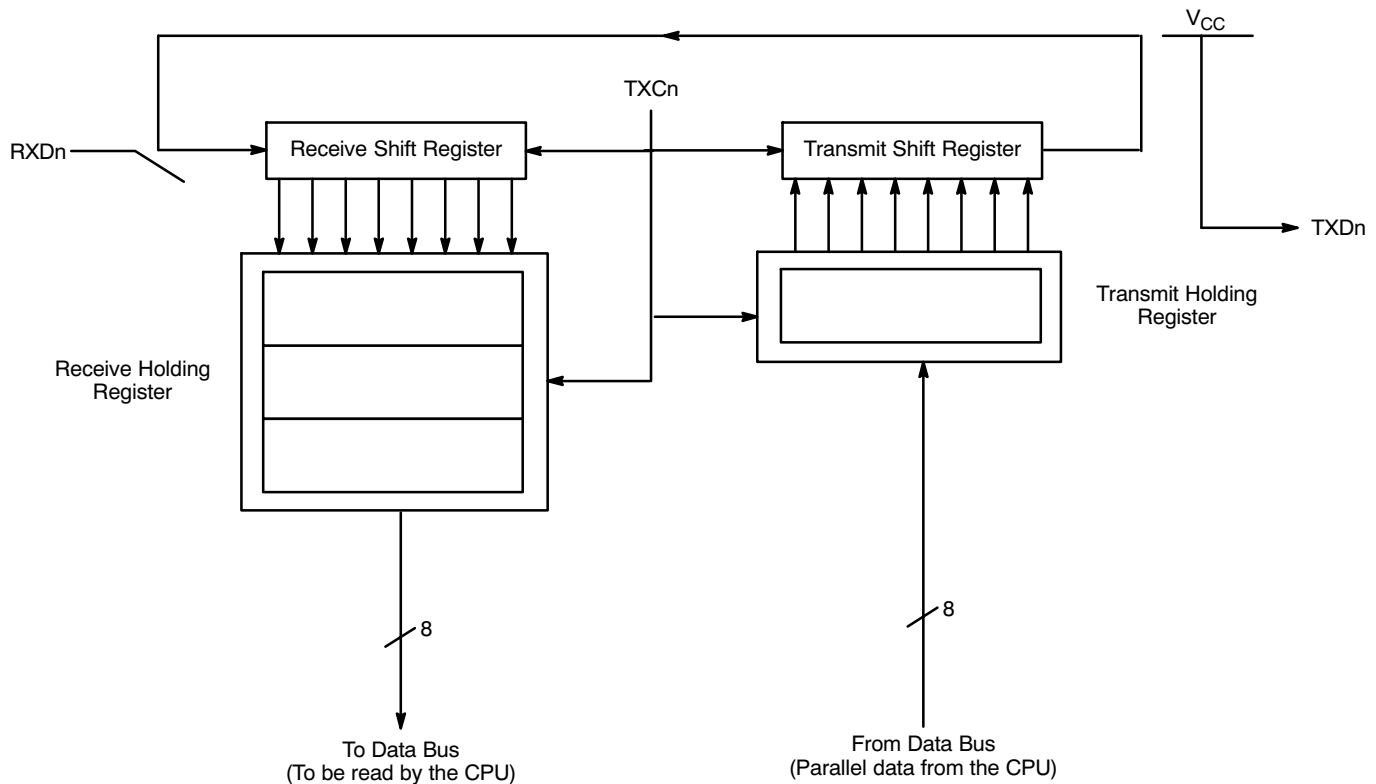 VCC
TXCn
RXDn
Receive Shift Register
Transmit Shift Register
TXDn
Transmit Holding
Register
Receive Holding
Register
8
8
To Data Bus
(To be read by the CPU)
From Data Bus
(Parallel data from the CPU)